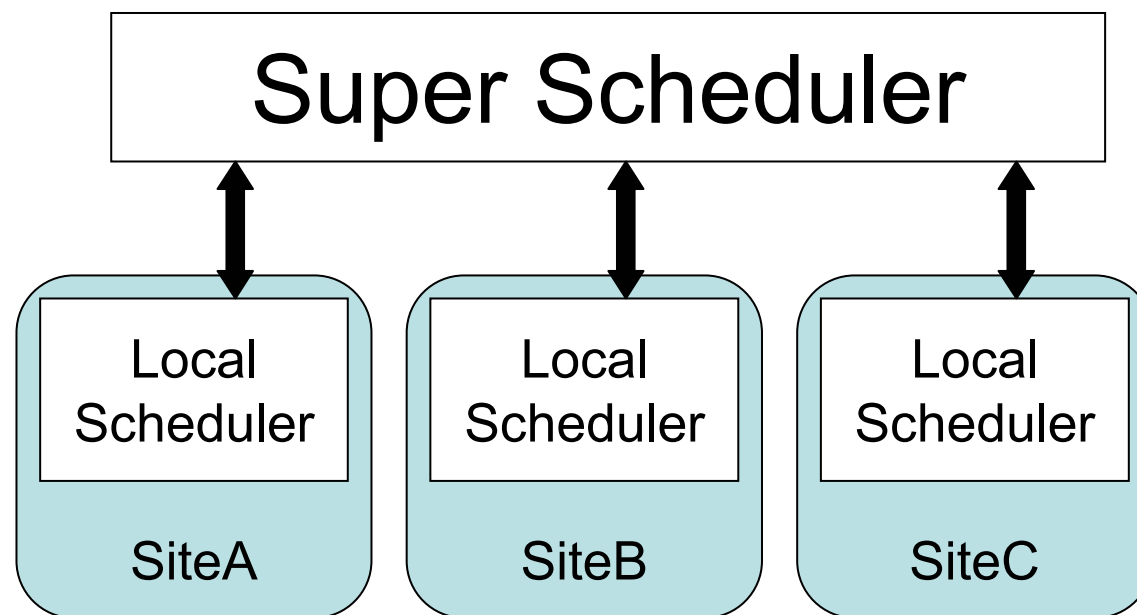 Super Scheduler
Local
Scheduler
SiteA
Local
Scheduler
SiteB
Local
Scheduler
SiteC